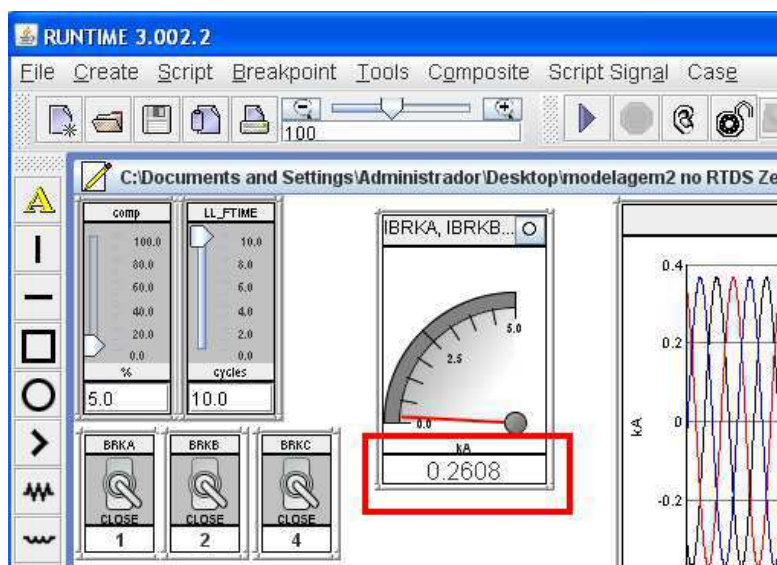 RUNTIME 3.002.2
File Create Script Breakpoint Tools Composite Script Signal Case
100
C:\Documents and Settings\Administrador\Desktop\modelagem2 no RTDS Ze
A
comp
100.0
80.0
60.0
40.0
20.0
0.0
%
5.0
LL_FTIME
10.0
8.0
6.0
4.0
2.0
0.0
cycles
10.0
IBRKA, IBRKB...
5.0
2.5
0.0
kA
0.2608
BRKA
CLOSE
1
BRKB
CLOSE
2
BRKC
CLOSE
4
0.4
0.2
0
-0.2
kA